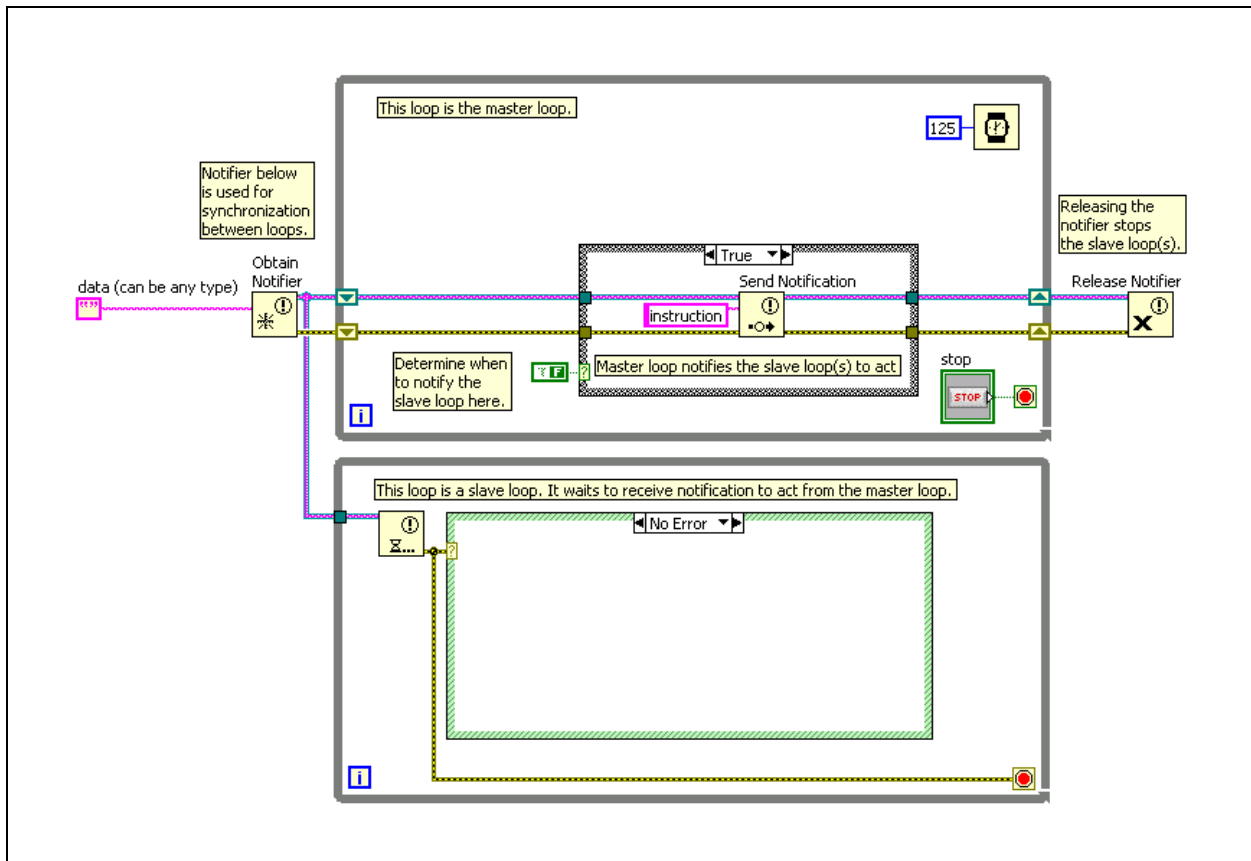 This loop is the master loop.
125
Notifier below
is used for
synchronization
between loops.
Releasing the
notifier stops
the slave loop(s).
True
Obtain
Notifier
data (can be any type)
Send Notification
Release Notifier
instruction
Determine when
to notify the
slave loop here.
F
Master loop notifies the slave loop(s) to act
stop
STOP
i
This loop is a slave loop. It waits to receive notification to act from the master loop.
No Error
i